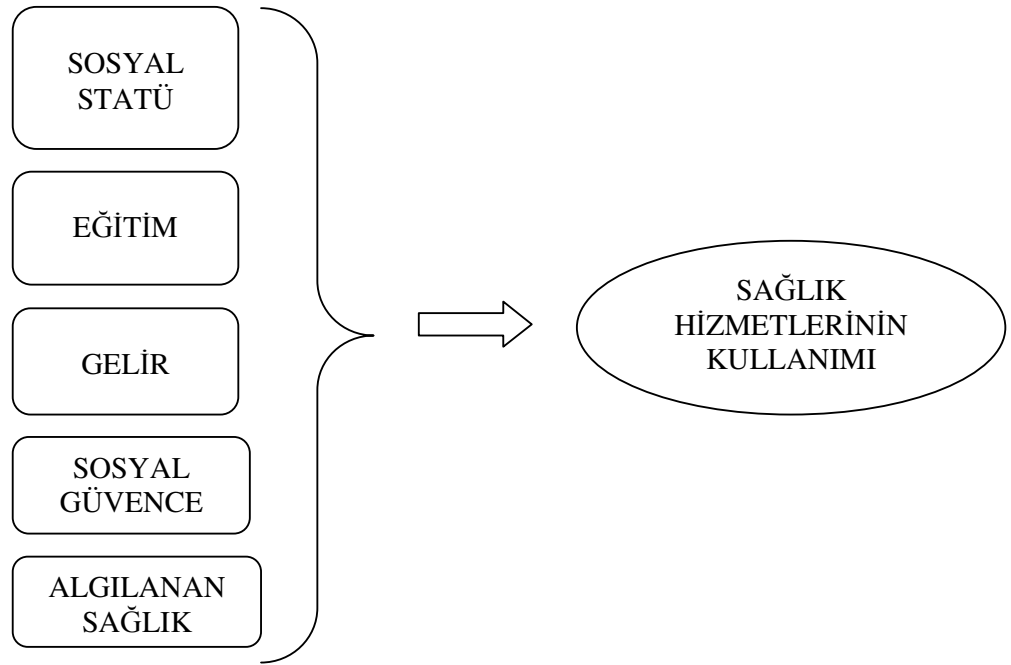 SOSYAL
STATÜ
EĞİTİM
GELİR
SOSYAL
GÜVENCE
ALGILANAN
SAĞLIK
SAĞLIK
HİZMETLERİNİN
KULLANIMI